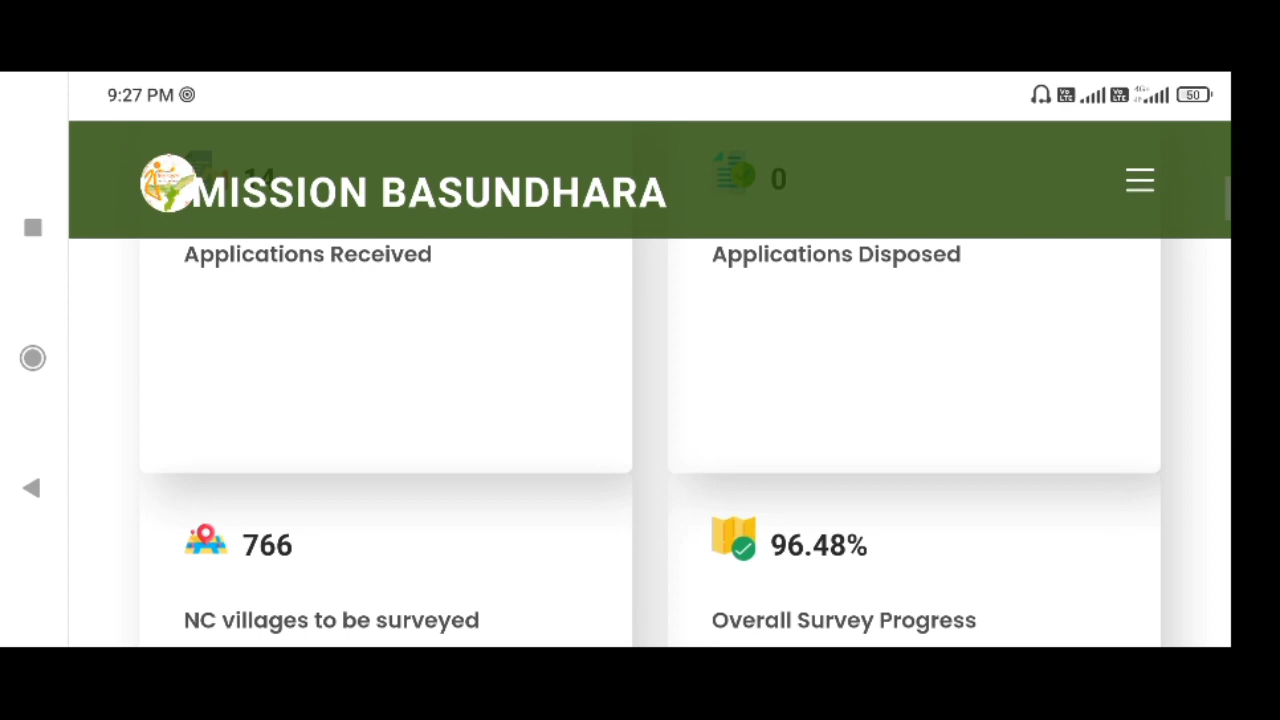 9:27 PM
50
14
0
MISSION BASUNDHARA
Applications Received
Applications Disposed
766
96.48%
NC villages to be surveyed
Overall Survey Progress